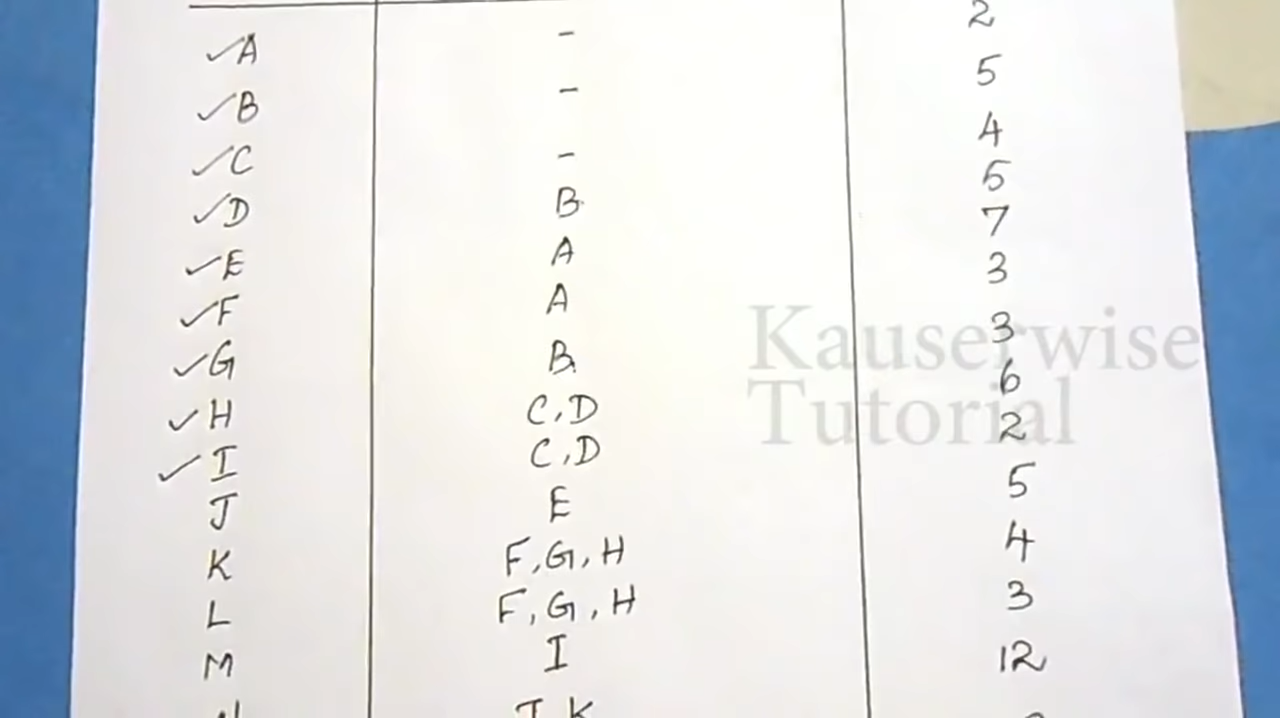 ✓A - 2
✓B - 5
✓C - 4
✓D B 5
✓E A 7
✓F A 3
✓G B 3
✓H C,D 6
✓I C,D 2
J E 5
K F,G,H 4
L F,G,H 3
M I 12
Kauserwise
Tutorial